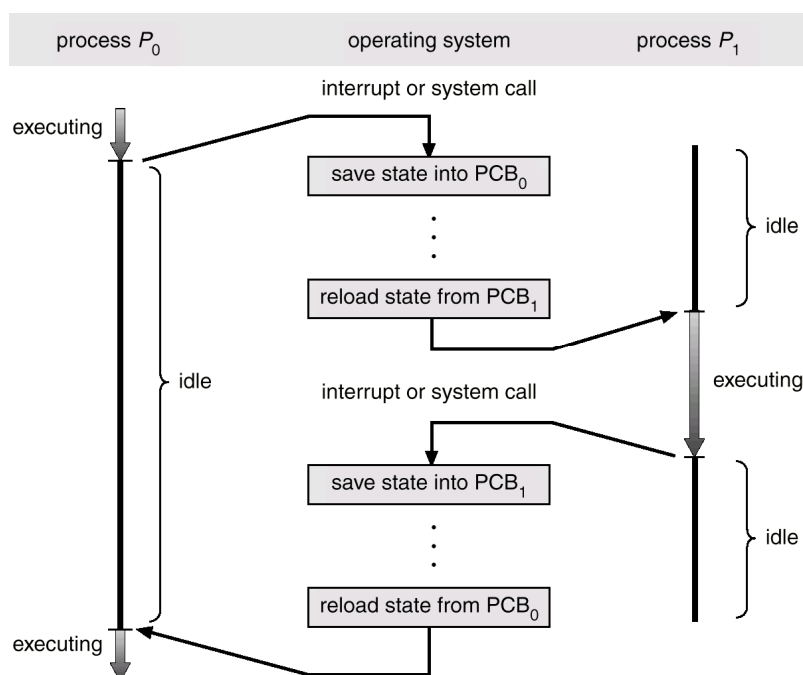 process P0
operating system
process P1
interrupt or system call
executing
save state into PCB0
idle
reload state from PCB1
idle
executing
interrupt or system call
save state into PCB1
idle
reload state from PCB0
executing